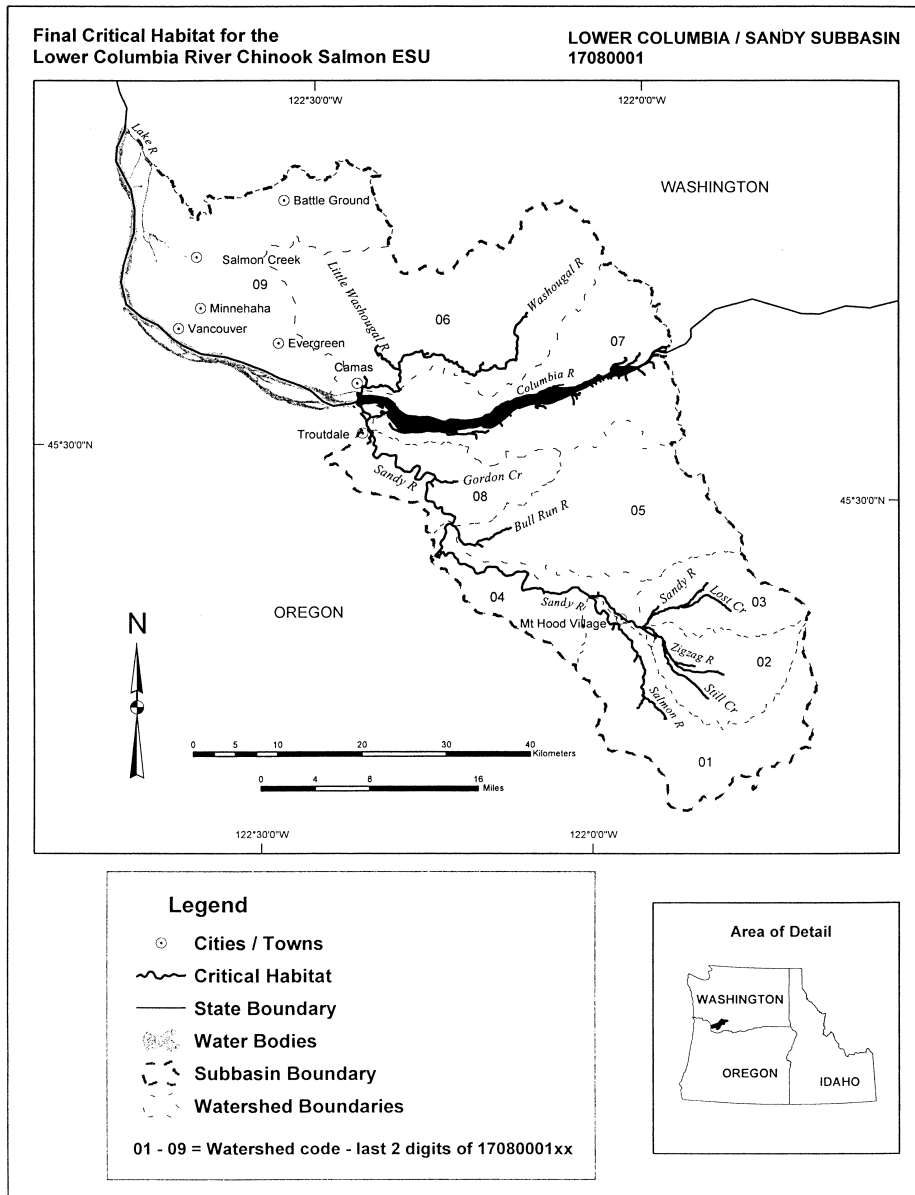 Final Critical Habitat for the
Lower Columbia River Chinook Salmon ESU
LOWER COLUMBIA / SANDY SUBBASIN
17080001
122°30'0"W
122°0'0"W
Lake R
WASHINGTON
Battle Ground
Salmon Creek
09
Little Washougal R
Washougal R
06
Minnehaha
Vancouver
Evergreen
07
Camas
Columbia R
Troutdale
45°30'0"N
Sandy R
Gordon Cr
08
45°30'0"N
Bull Run R
05
04
Sandy R
Sandy R
Lost Cr
03
OREGON
Mt Hood Village
Zigzag R
02
Still Cr
Salmon R
01
N
0 5 10 20 30 40
Kilometers
0 4 8 16
Miles
122°30'0"W
122°0'0"W
Legend
Cities / Towns
Critical Habitat
State Boundary
Water Bodies
Subbasin Boundary
Watershed Boundaries
01 - 09 = Watershed code - last 2 digits of 17080001xx
Area of Detail
WASHINGTON
OREGON
IDAHO